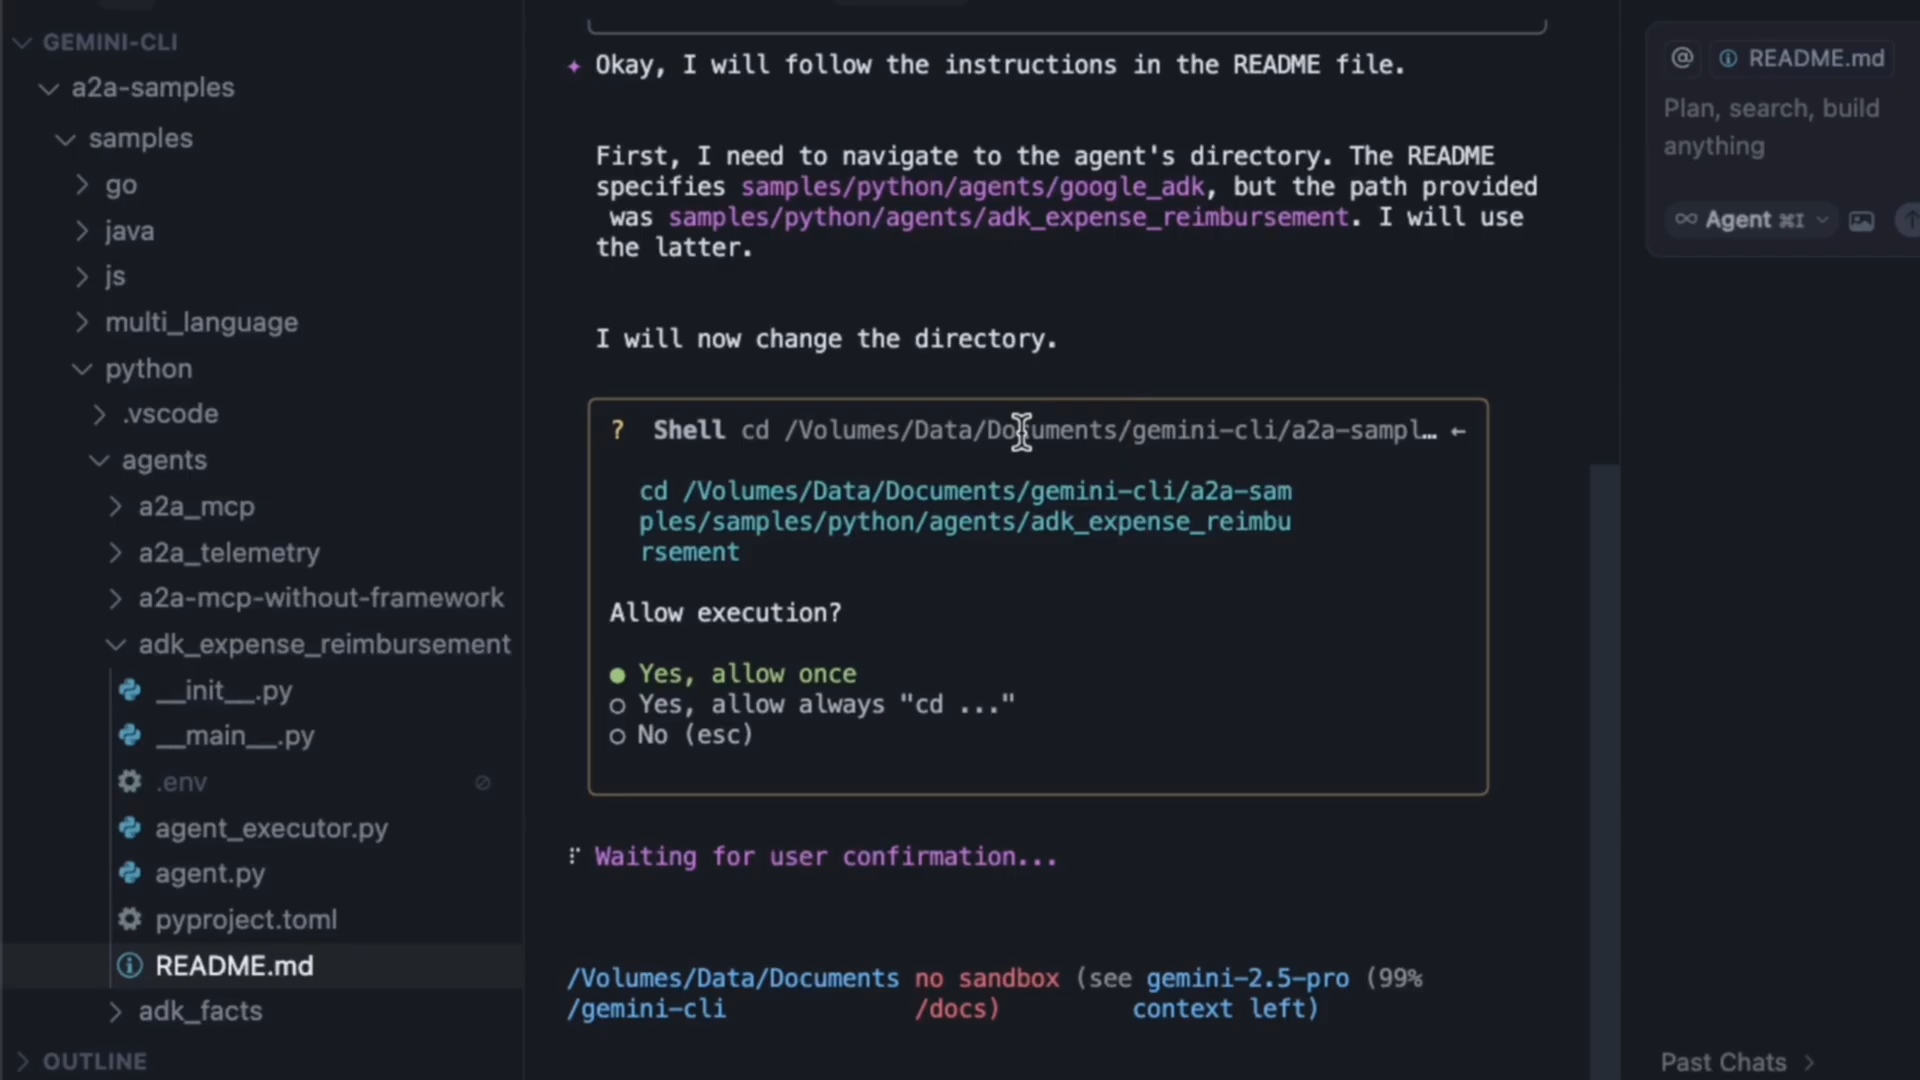 GEMINI-CLI
a2a-samples
samples
go
java
js
multi_language
python
.vscode
agents
a2a_mcp
a2a_telemetry
a2a-mcp-without-framework
adk_expense_reimbursement
__init__.py
__main__.py
.env
agent_executor.py
agent.py
pyproject.toml
README.md
adk_facts
OUTLINE
Okay, I will follow the instructions in the README file.
First, I need to navigate to the agent's directory. The README
specifies samples/python/agents/google_adk, but the path provided
was samples/python/agents/adk_expense_reimbursement. I will use
the latter.
I will now change the directory.
? Shell cd /Volumes/Data/Documents/gemini-cli/a2a-sampl… ←
cd /Volumes/Data/Documents/gemini-cli/a2a-sam
ples/samples/python/agents/adk_expense_reimbu
rsement
Allow execution?
● Yes, allow once
○ Yes, allow always "cd ..."
○ No (esc)
Waiting for user confirmation...
/Volumes/Data/Documents no sandbox (see gemini-2.5-pro (99%
/gemini-cli /docs) context left)
@ README.md
Plan, search, build
anything
∞ Agent ⌘I
Past Chats